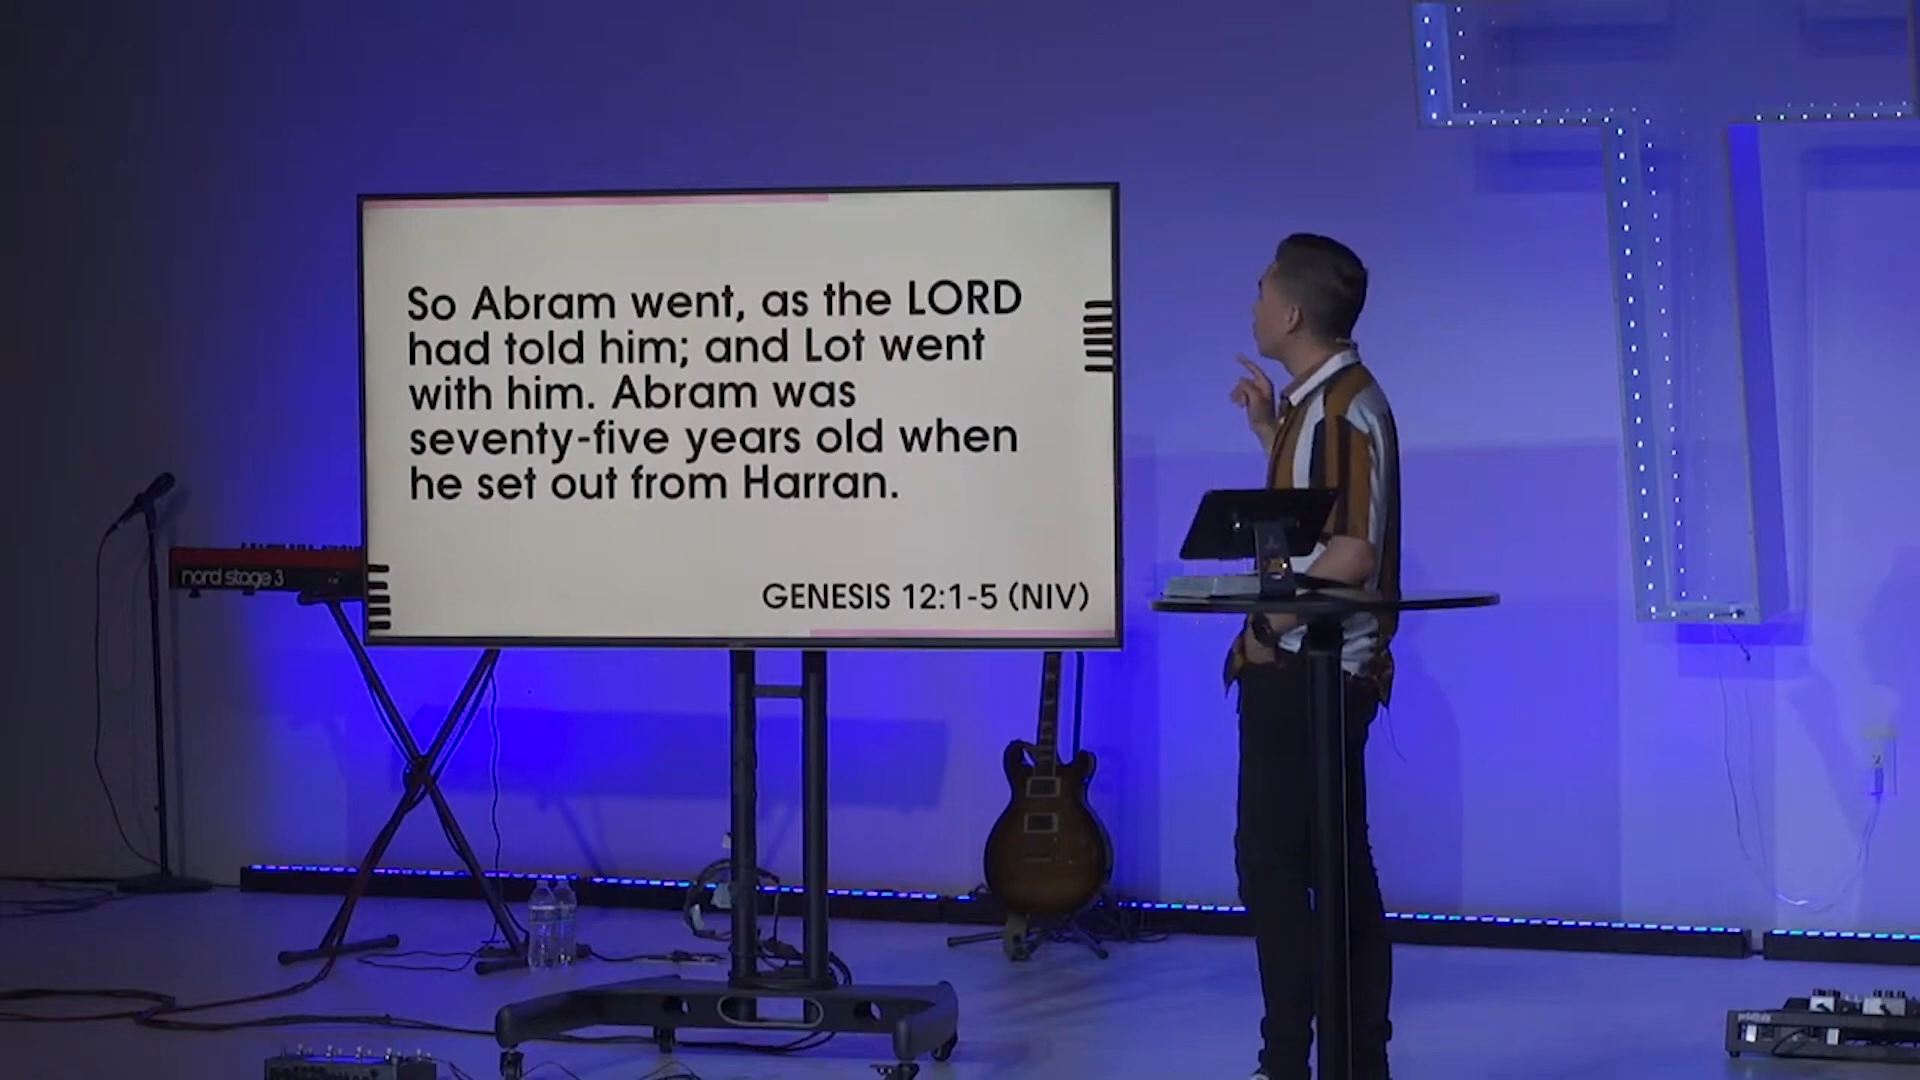 So Abram went, as the LORD
had told him; and Lot went
with him. Abram was
seventy-five years old when
he set out from Harran.
GENESIS 12:1-5 (NIV)
nord stage 3